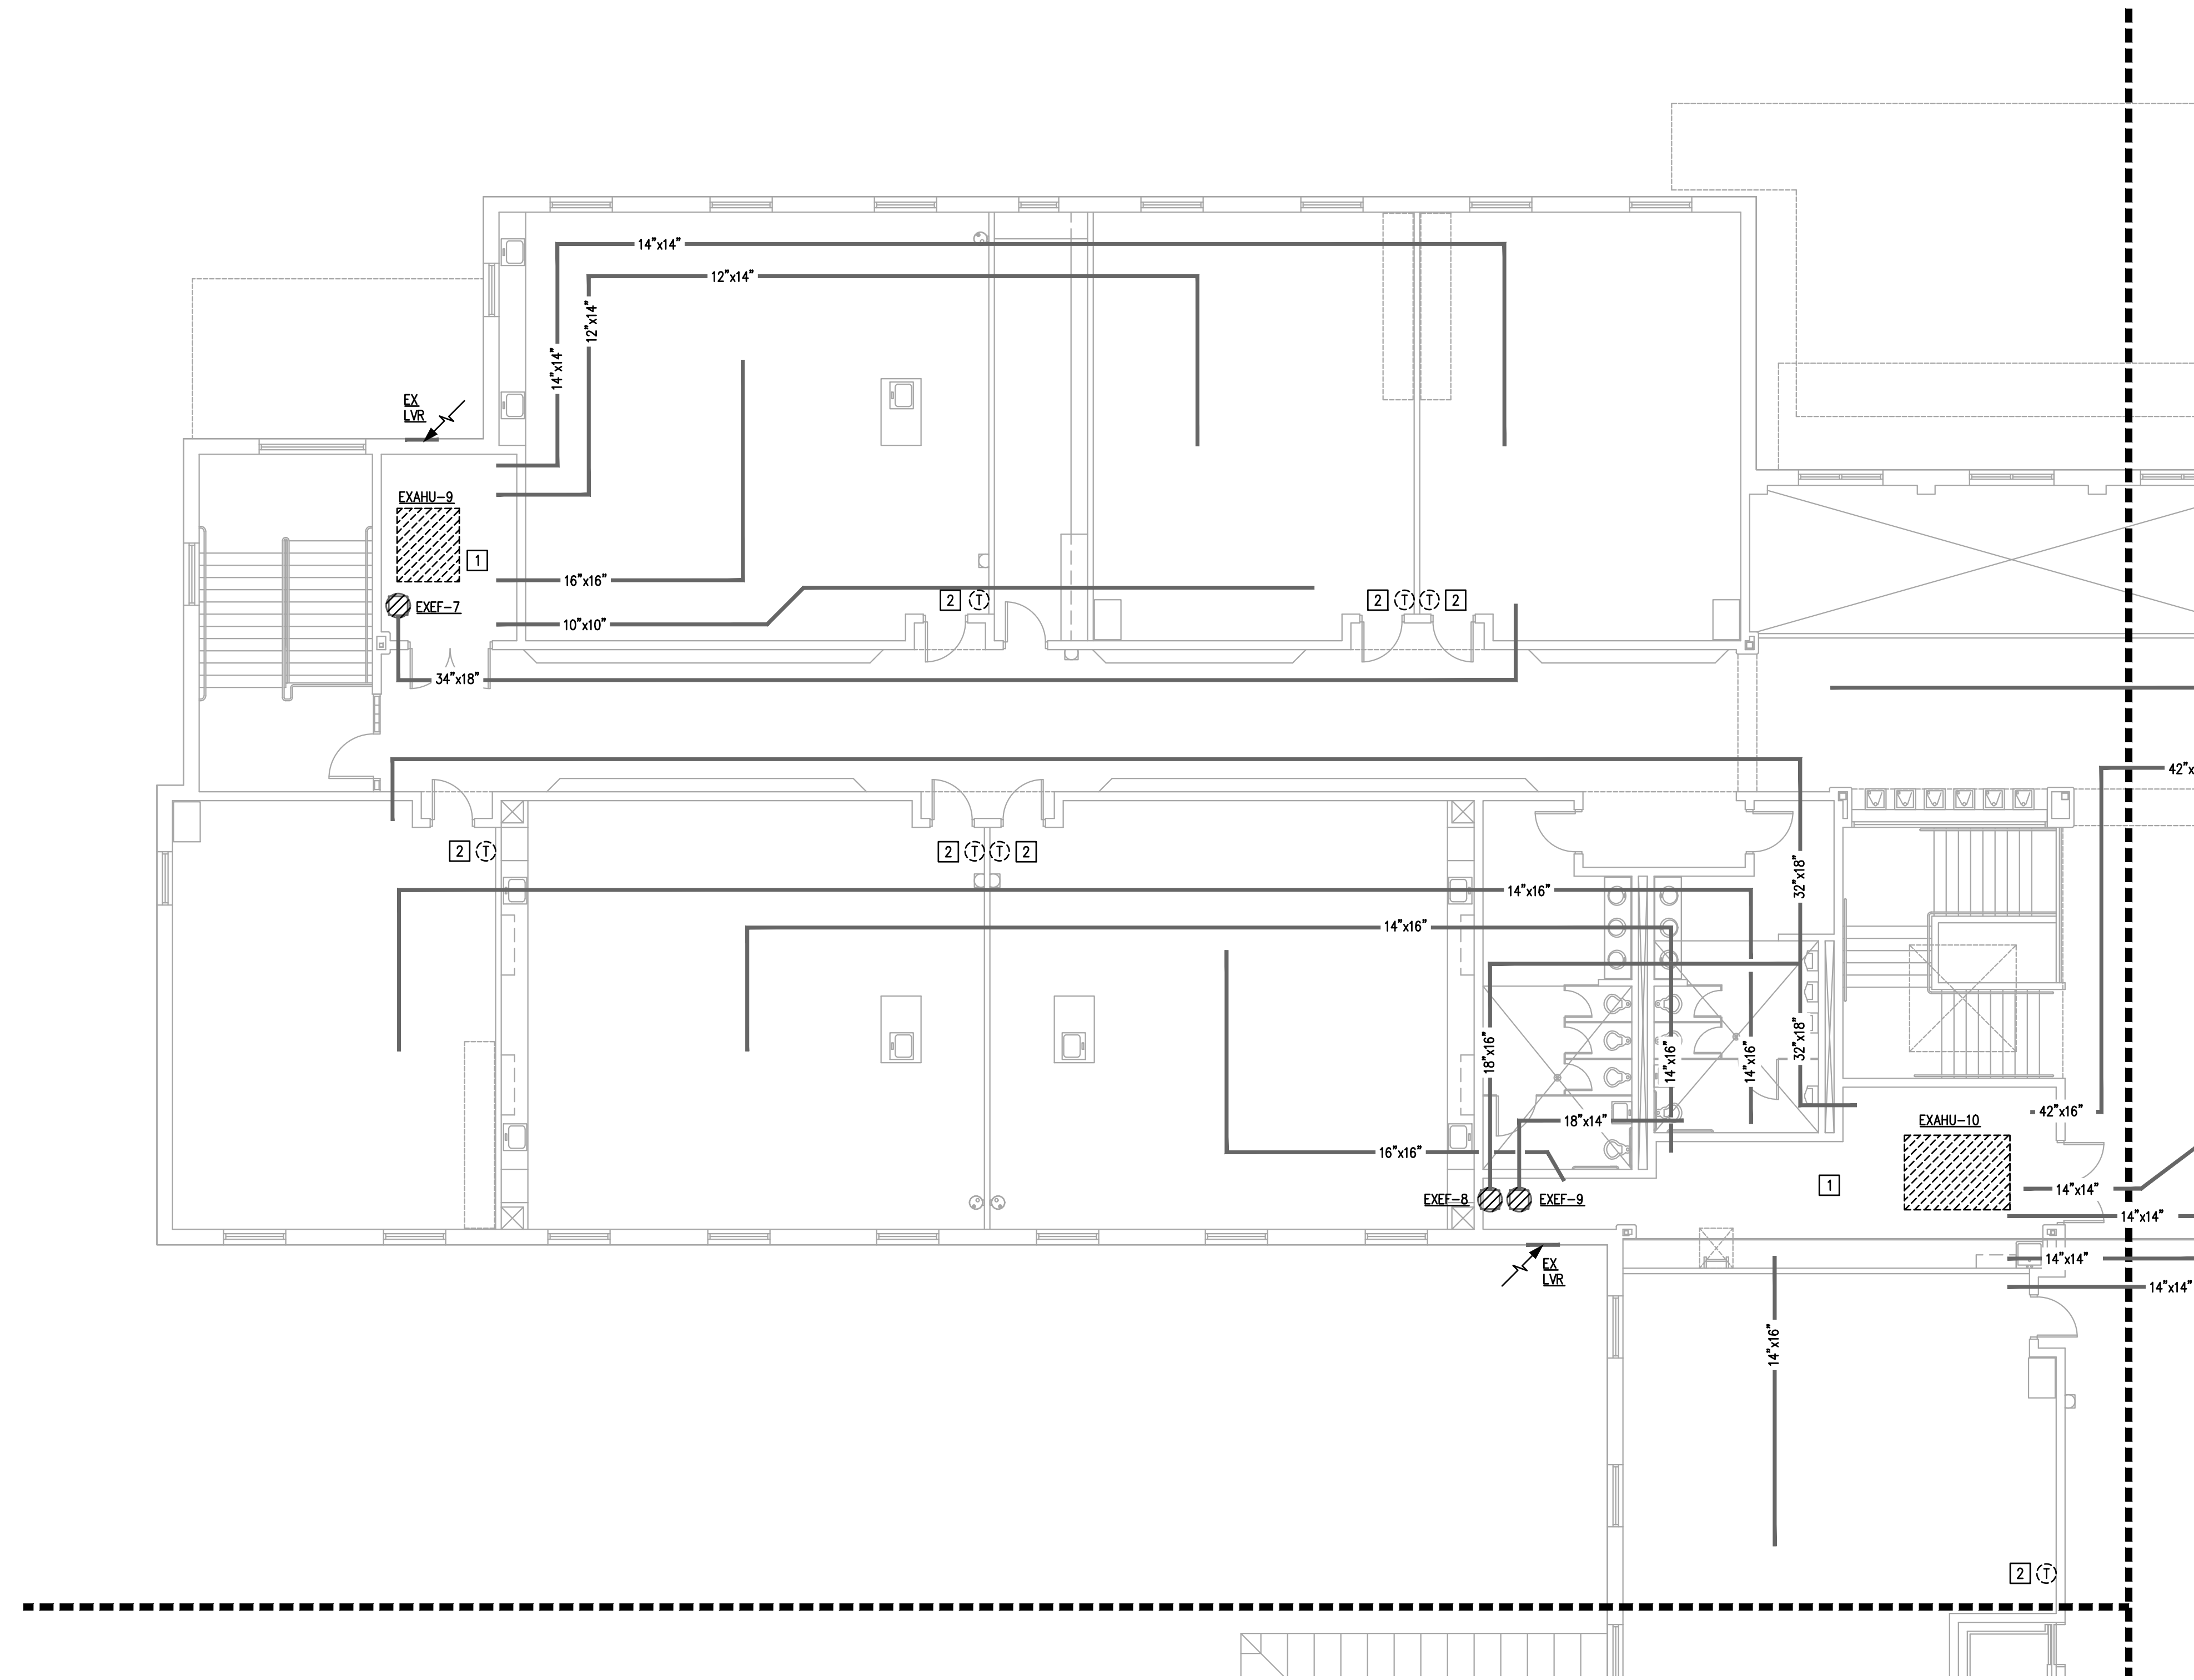 14"x14"
12"x14"
12"x14"
14"x14"
EX
LVR
EXAHU-9
1
16"x16"
2 T
2 T T 2
EXEF-7
10"x10"
34"x18"
42"x
2 T
2 T T 2
32"x18"
14"x16"
14"x16"
18"x16"
14"x16"
14"x16"
32"x18"
42"x16"
18"x14"
EXAHU-10
16"x16"
1
14"x14"
EXEF-8
EXEF-9
14"x14"
EX
LVR
14"x14"
14"x14"
14"x16"
2 T